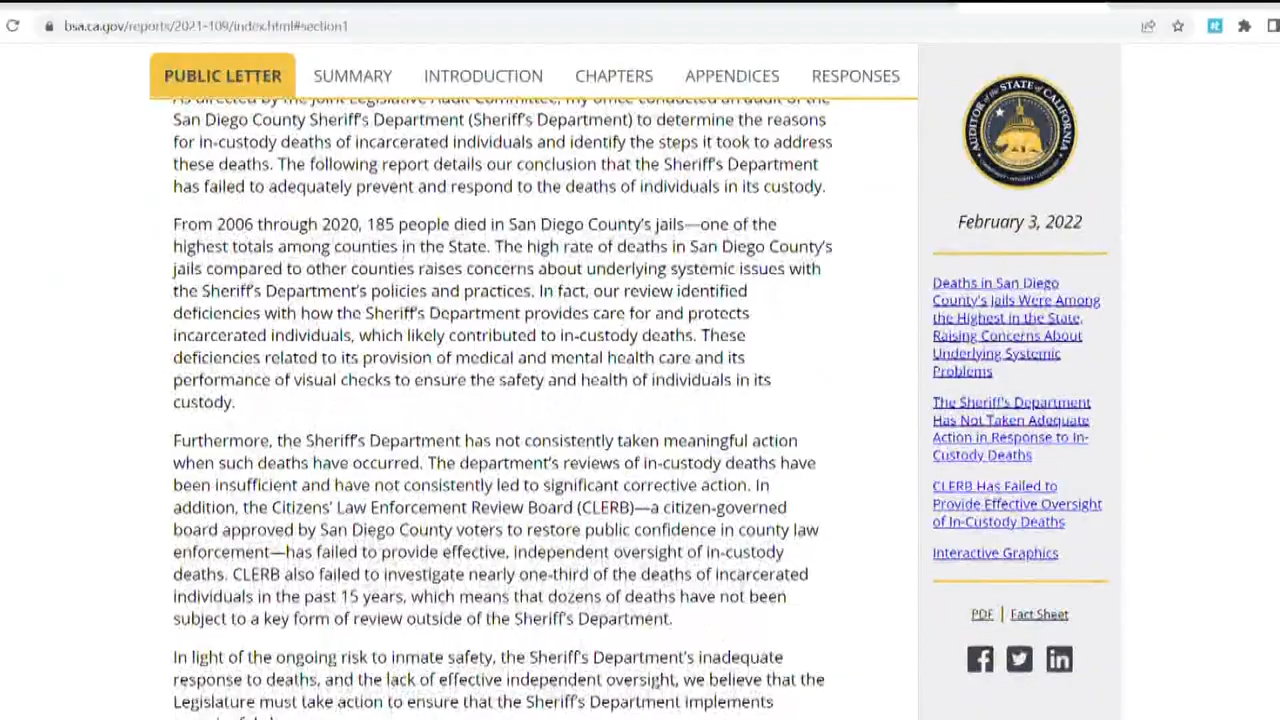 bsa.ca.gov/reports/2021-109/index.html#section1
PUBLIC LETTER SUMMARY INTRODUCTION CHAPTERS APPENDICES RESPONSES
As directed by the Joint Legislative Audit Committee, my office conducted an audit of the
San Diego County Sheriff's Department (Sheriff's Department) to determine the reasons
for in-custody deaths of incarcerated individuals and identify the steps it took to address
these deaths. The following report details our conclusion that the Sheriff's Department
has failed to adequately prevent and respond to the deaths of individuals in its custody.
From 2006 through 2020, 185 people died in San Diego County's jails—one of the
highest totals among counties in the State. The high rate of deaths in San Diego County's
jails compared to other counties raises concerns about underlying systemic issues with
the Sheriff's Department's policies and practices. In fact, our review identified
deficiencies with how the Sheriff's Department provides care for and protects
incarcerated individuals, which likely contributed to in-custody deaths. These
deficiencies related to its provision of medical and mental health care and its
performance of visual checks to ensure the safety and health of individuals in its
custody.
Furthermore, the Sheriff's Department has not consistently taken meaningful action
when such deaths have occurred. The department's reviews of in-custody deaths have
been insufficient and have not consistently led to significant corrective action. In
addition, the Citizens' Law Enforcement Review Board (CLERB)—a citizen-governed
board approved by San Diego County voters to restore public confidence in county law
enforcement—has failed to provide effective, independent oversight of in-custody
deaths. CLERB also failed to investigate nearly one-third of the deaths of incarcerated
individuals in the past 15 years, which means that dozens of deaths have not been
subject to a key form of review outside of the Sheriff's Department.
In light of the ongoing risk to inmate safety, the Sheriff's Department's inadequate
response to deaths, and the lack of effective independent oversight, we believe that the
Legislature must take action to ensure that the Sheriff's Department implements
AUDITOR of the STATE of CALIFORNIA
February 3, 2022
Deaths in San Diego
County's Jails Were Among
the Highest in the State,
Raising Concerns About
Underlying Systemic
Problems
The Sheriff's Department
Has Not Taken Adequate
Action in Response to In-
Custody Deaths
CLERB Has Failed to
Provide Effective Oversight
of In-Custody Deaths
Interactive Graphics
PDF | Fact Sheet